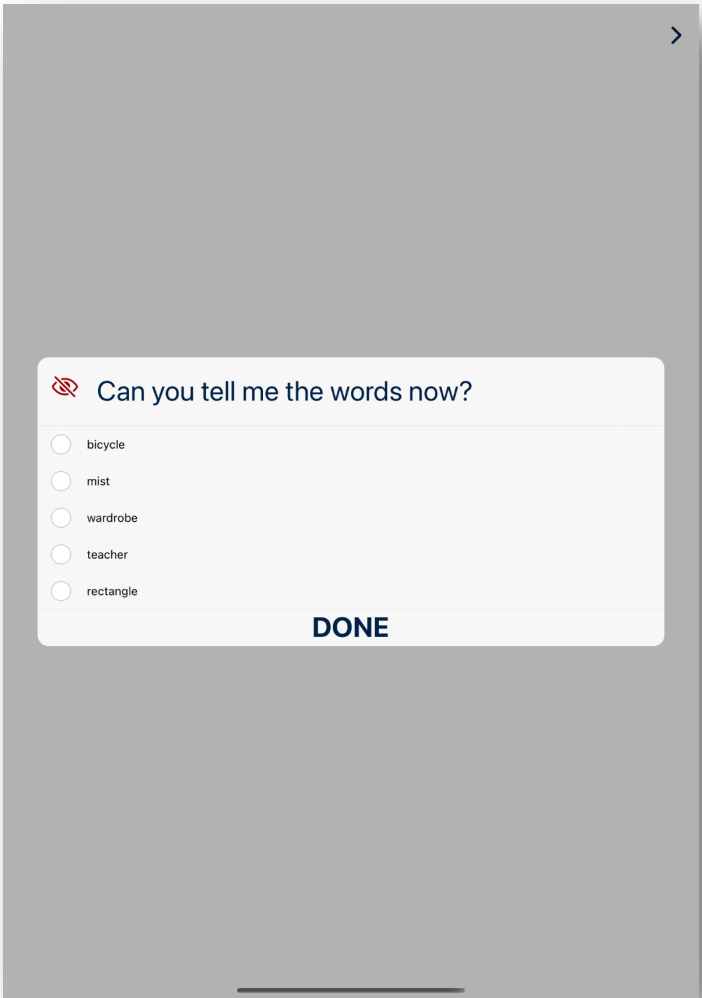 Can you tell me the words now?
bicycle
mist
wardrobe
teacher
rectangle
DONE